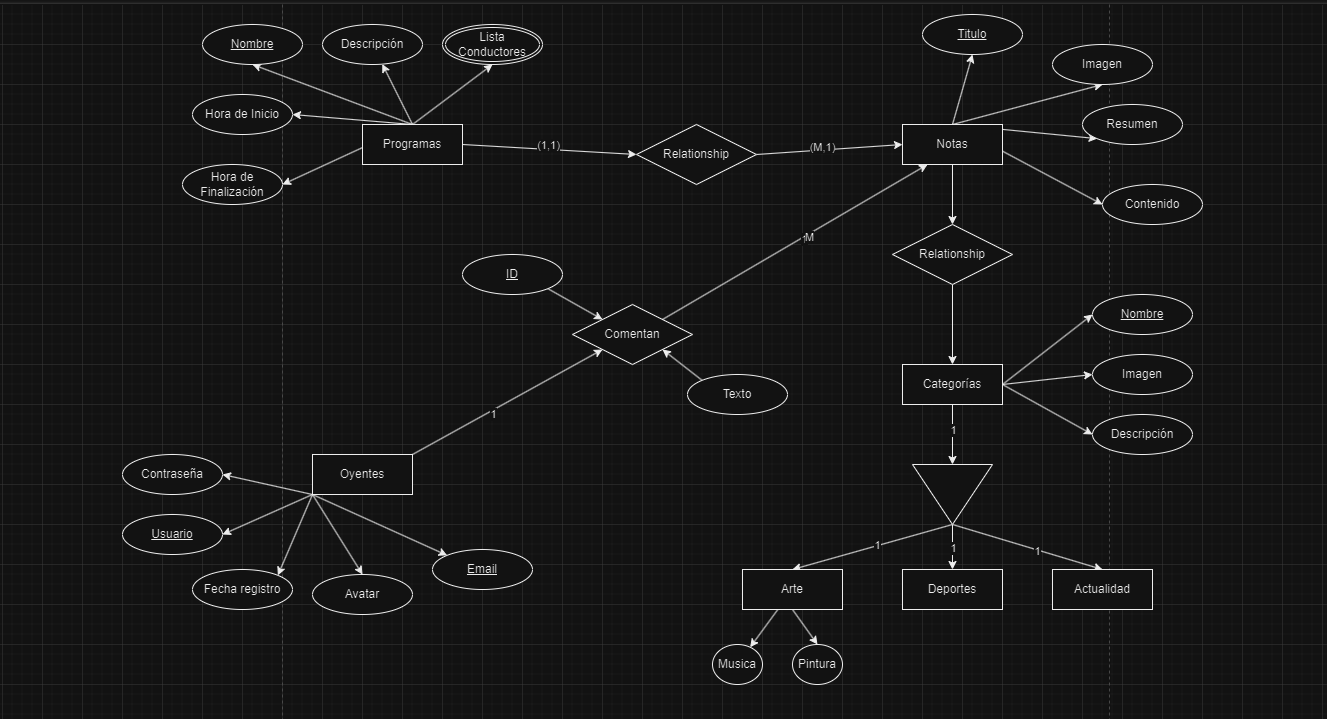 Nombre
Descripción
Lista
Conductores
Titulo
Imagen
Hora de Inicio
Resumen
Programas
(1,1)
Relationship
(M,1)
Notas
Hora de
Finalización
Contenido
M
Relationship
ID
Comentan
Nombre
Texto
Categorías
Imagen
1
1
Descripción
Contraseña
Oyentes
Usuario
Email
Fecha registro
Avatar
1
1
1
Arte
Deportes
Actualidad
Musica
Pintura